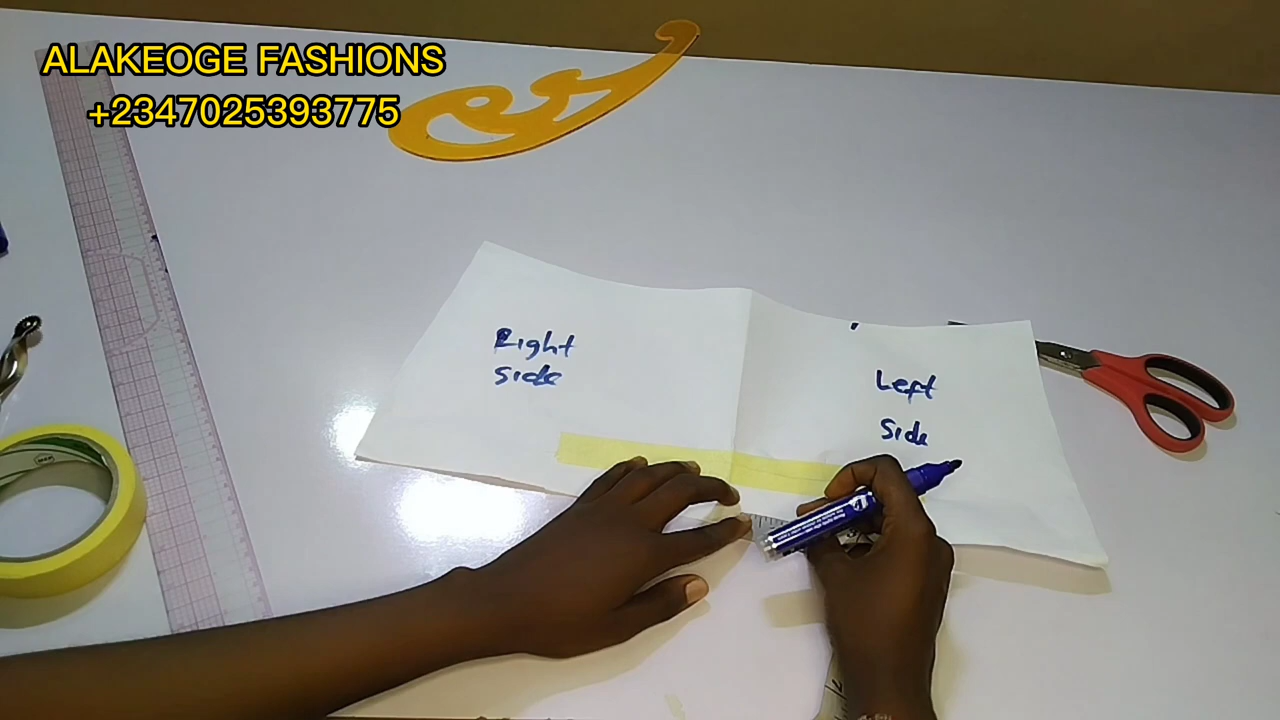 ALAKEOGE FASHIONS
+2347025393775
Right
side
Left
Side